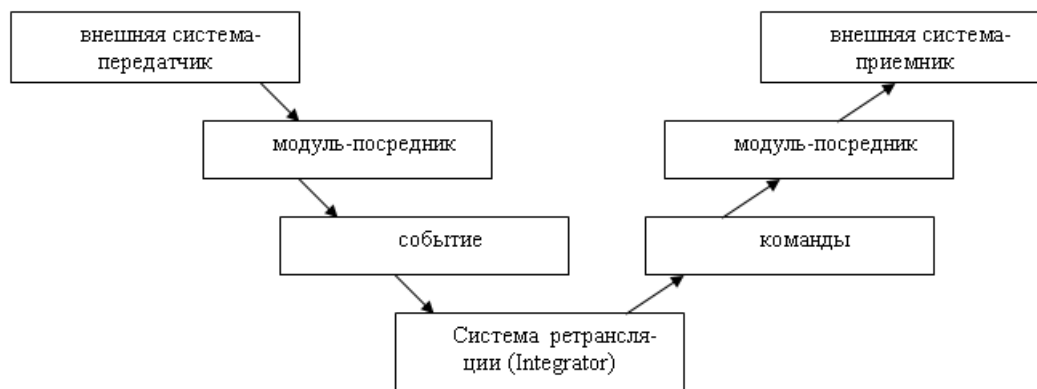 внешняя система-
передатчик
внешняя система-
приемник
модуль-посредник
модуль-посредник
событие
команды
Система ретрансля-
ции (Integrator)